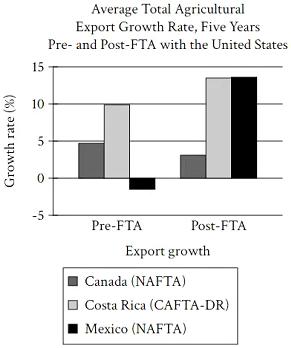 Average Total Agricultural
Export Growth Rate, Five Years
Pre- and Post-FTA with the United States
15
10
5
0
-5
Growth rate (%)
Pre-FTA
Post-FTA
Export growth
Canada (NAFTA)
Costa Rica (CAFTA-DR)
Mexico (NAFTA)